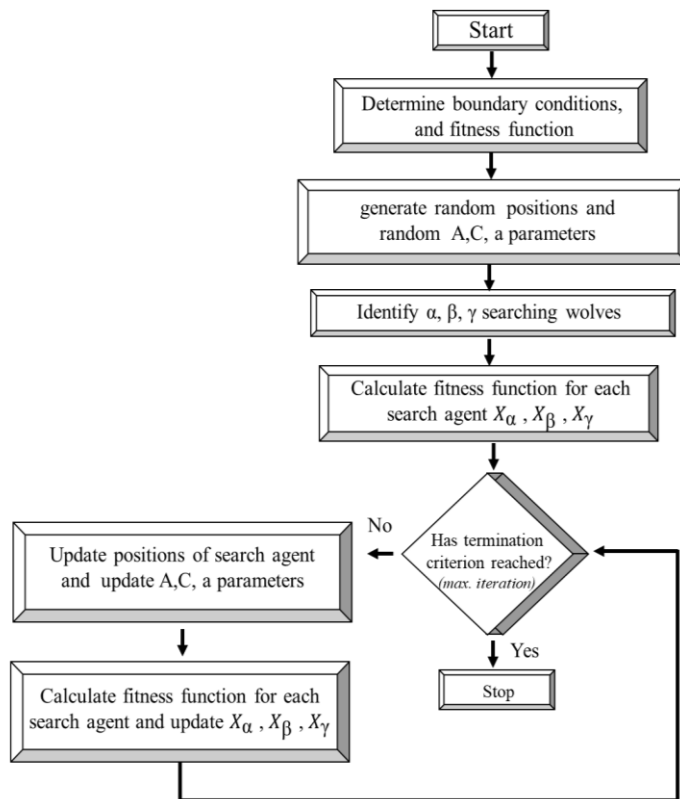 Start
Determine boundary conditions,
and fitness function
generate random positions and
random A,C, a parameters
Identify α, β, γ searching wolves
Calculate fitness function for each
search agent Xα , Xβ , Xγ
Has termination
criterion reached?
(max. iteration)
No
Update positions of search agent
and update A,C, a parameters
Calculate fitness function for each
search agent and update Xα , Xβ , Xγ
Yes
Stop